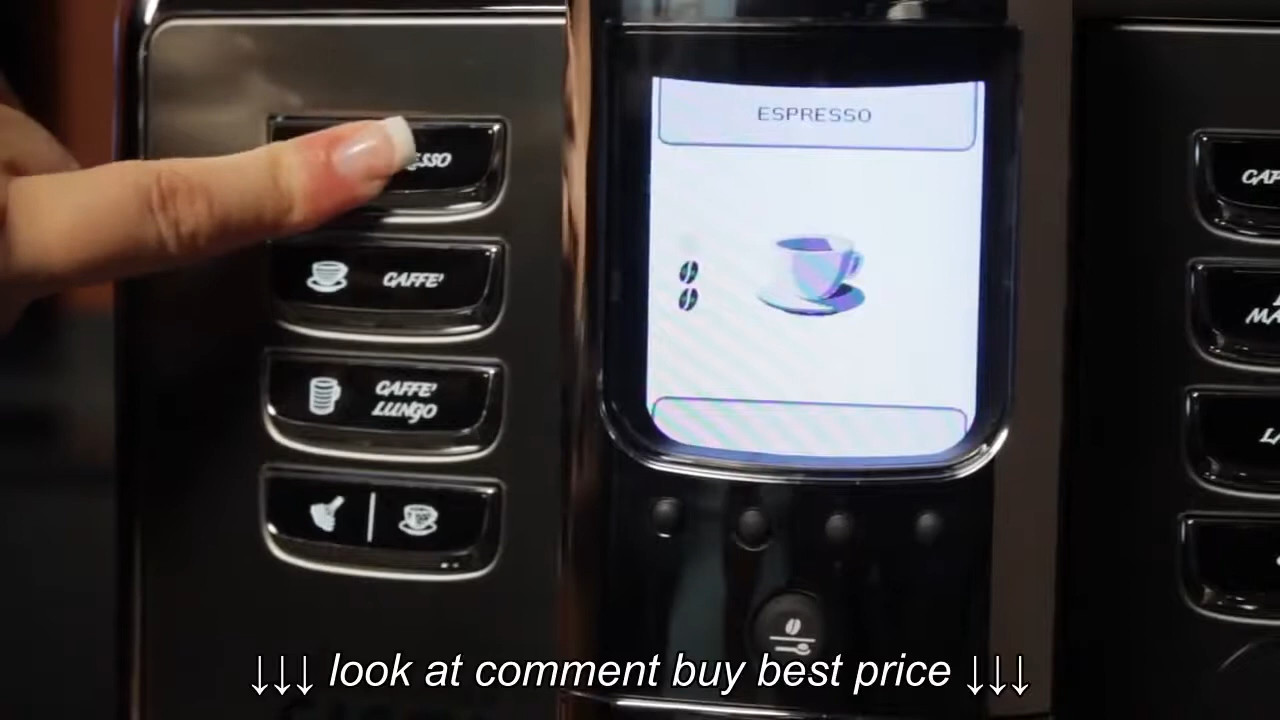 ESPRESSO
CAFFE'
CAFFE'
LUNGO
↓↓↓ look at comment buy best price ↓↓↓